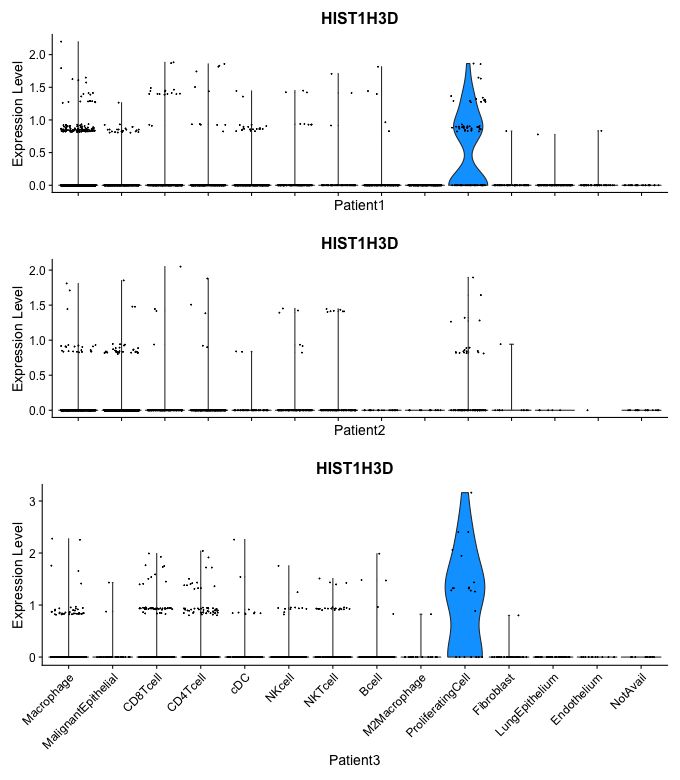 HIST1H3D
Expression Level
2.0
1.5
1.0
0.5
0.0
Patient1
HIST1H3D
Expression Level
2.0
1.5
1.0
0.5
0.0
Patient2
HIST1H3D
Expression Level
3
2
1
0
Macrophage
MalignantEpithelial
CD8Tcell
CD4Tcell
cDC
NKcell
NKTcell
Bcell
M2Macrophage
ProliferatingCell
Fibroblast
LungEpithelium
Endothelium
NotAvail
Patient3